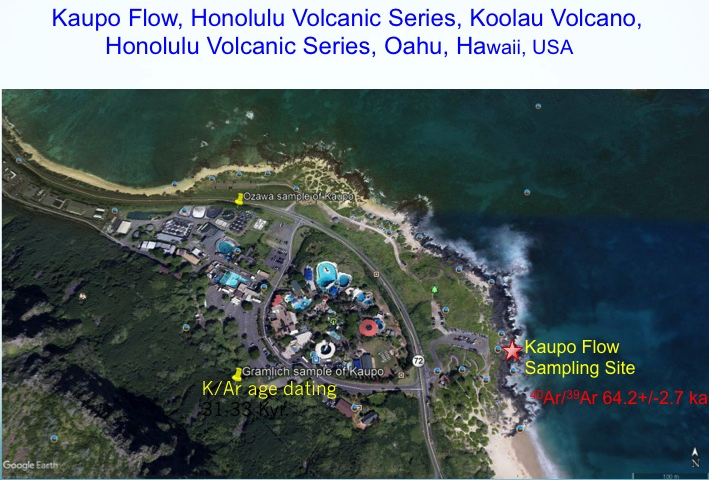 Kaupo Flow, Honolulu Volcanic Series, Koolau Volcano,
Honolulu Volcanic Series, Oahu, Hawaii, USA
Ozawa sample of Kaupo
72
Kaupo Flow
Sampling Site
Gramlich sample of Kaupo
K/Ar age dating
31-33 Kyr.
40Ar/39Ar 64.2+/-2.7 ka
Google Earth
N
100 m